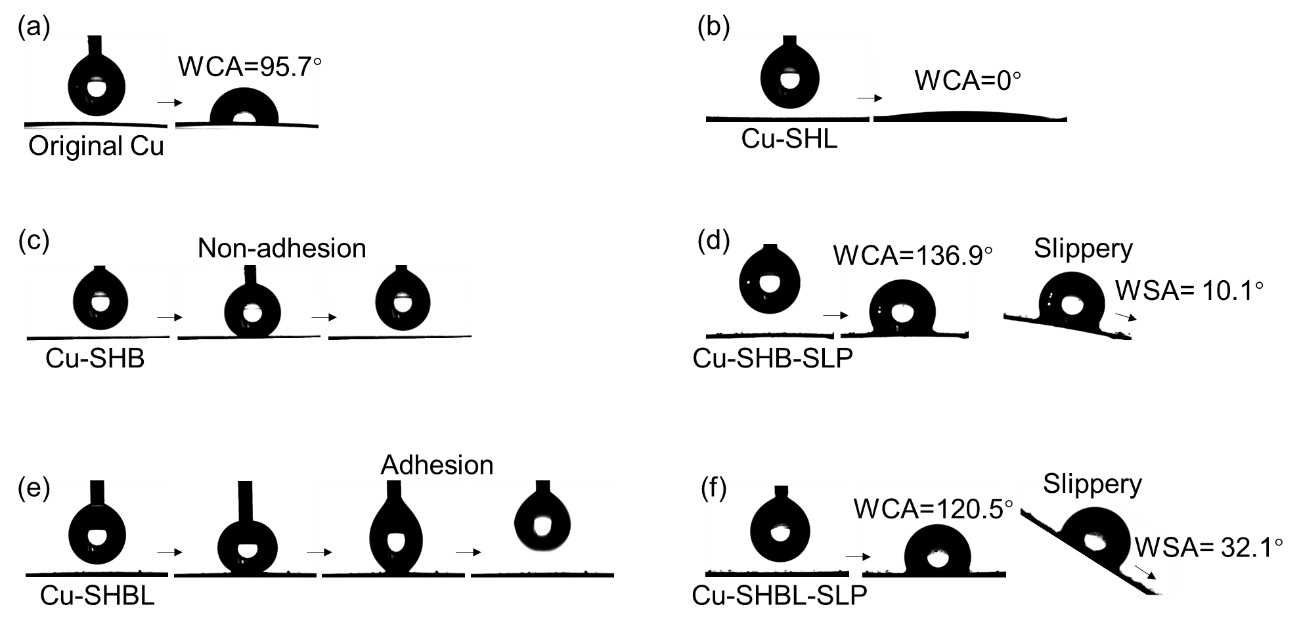 (a)
WCA=95.7°
Original Cu
(b)
WCA=0°
Cu-SHL
(c)
Non-adhesion
Cu-SHB
(d)
WCA=136.9°
Slippery
WSA= 10.1°
Cu-SHB-SLP
(e)
Adhesion
Cu-SHBL
(f)
WCA=120.5°
Slippery
WSA= 32.1°
Cu-SHBL-SLP